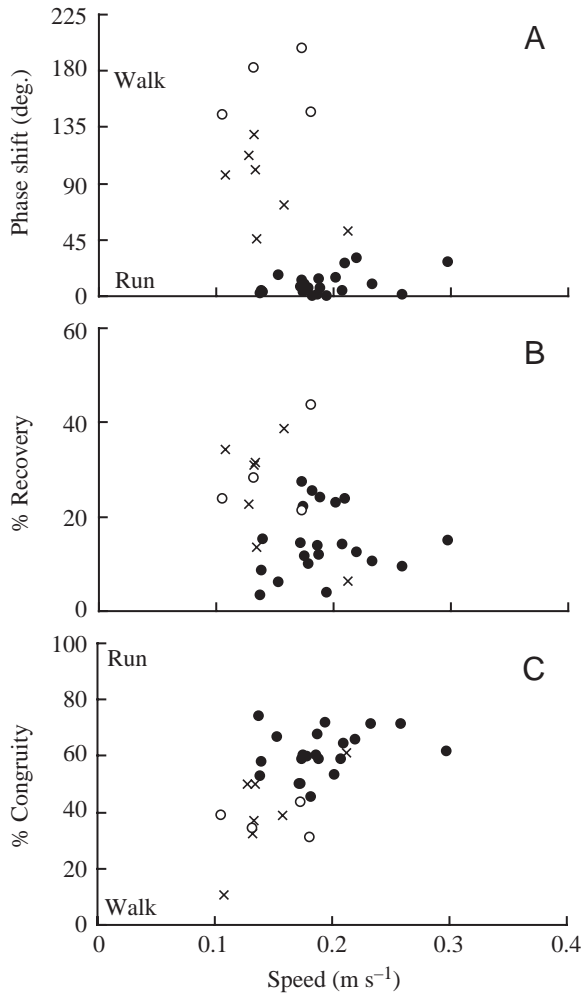 225
180
135
90
45
0
Phase shift (deg.)
Walk
Run
A
60
40
20
0
% Recovery
B
100
80
60
40
20
0
% Congruity
Run
Walk
C
0 0.1 0.2 0.3 0.4
Speed (m s⁻¹)